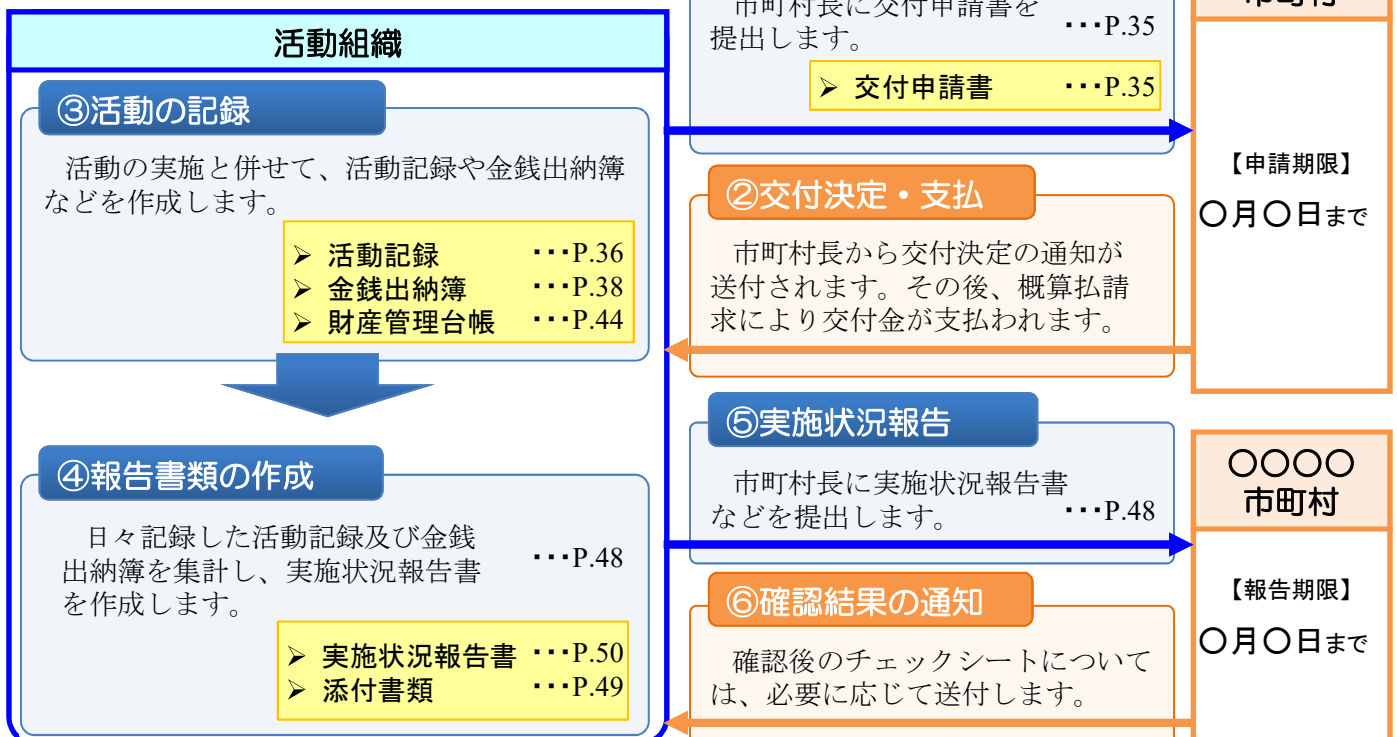 活動組織
③活動の記録
活動の実施と併せて、活動記録や金銭出納簿
などを作成します。
➢ 活動記録 ･･･P.36
➢ 金銭出納簿 ･･･P.38
➢ 財産管理台帳 ･･･P.44
④報告書類の作成
日々記録した活動記録及び金銭
出納簿を集計し、実施状況報告書 ･･･P.48
を作成します。
➢ 実施状況報告書 ･･･P.50
➢ 添付書類 ･･･P.49
市町村長に交付申請書を
提出します。 ･･･P.35
➢ 交付申請書 ･･･P.35
②交付決定・支払
市町村長から交付決定の通知が
送付されます。その後、概算払請
求により交付金が支払われます。
⑤実施状況報告
市町村長に実施状況報告書
などを提出します。 ･･･P.48
⑥確認結果の通知
確認後のチェックシートについて
は、必要に応じて送付します。
市町村
【申請期限】
〇月〇日まで
〇〇〇〇
市町村
【報告期限】
〇月〇日まで